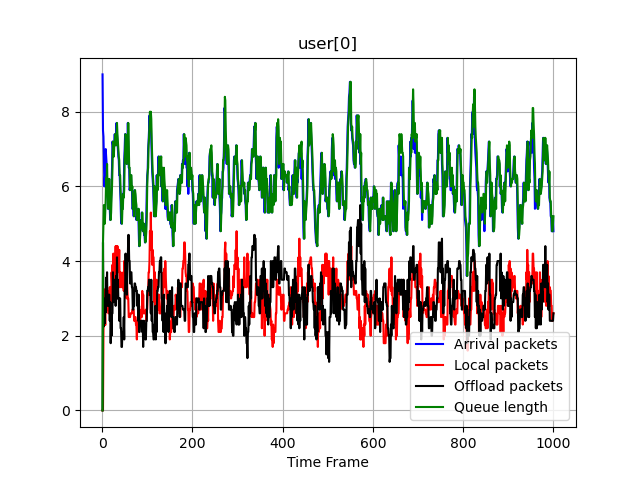 user[0]
8
6
4
2
0
Arrival packets
Local packets
Offload packets
Queue length
0 200 400 600 800 1000
Time Frame